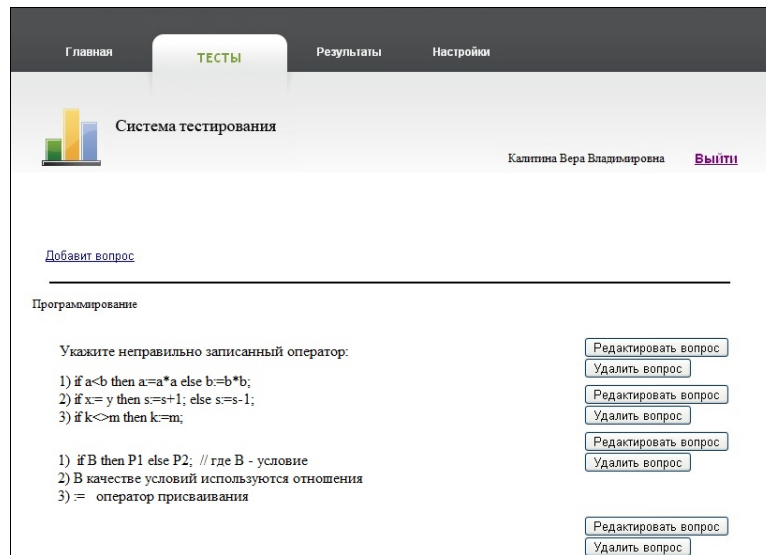 Главная ТЕСТЫ Результаты Настройки
Система тестирования
Калитина Вера Владимировна Выйти
Добавит вопрос
Программирование
Укажите неправильно записанный оператор:
Редактировать вопрос
Удалить вопрос
1) if a<b then a:=a*a else b:=b*b;
2) if x:= y then s:=s+1; else s:=s-1;
Редактировать вопрос
3) if k<>m then k:=m;
Удалить вопрос
Редактировать вопрос
1) if B then P1 else P2; // где B - условие
Удалить вопрос
2) В качестве условий используются отношения
3) := оператор присваивания
Редактировать вопрос
Удалить вопрос